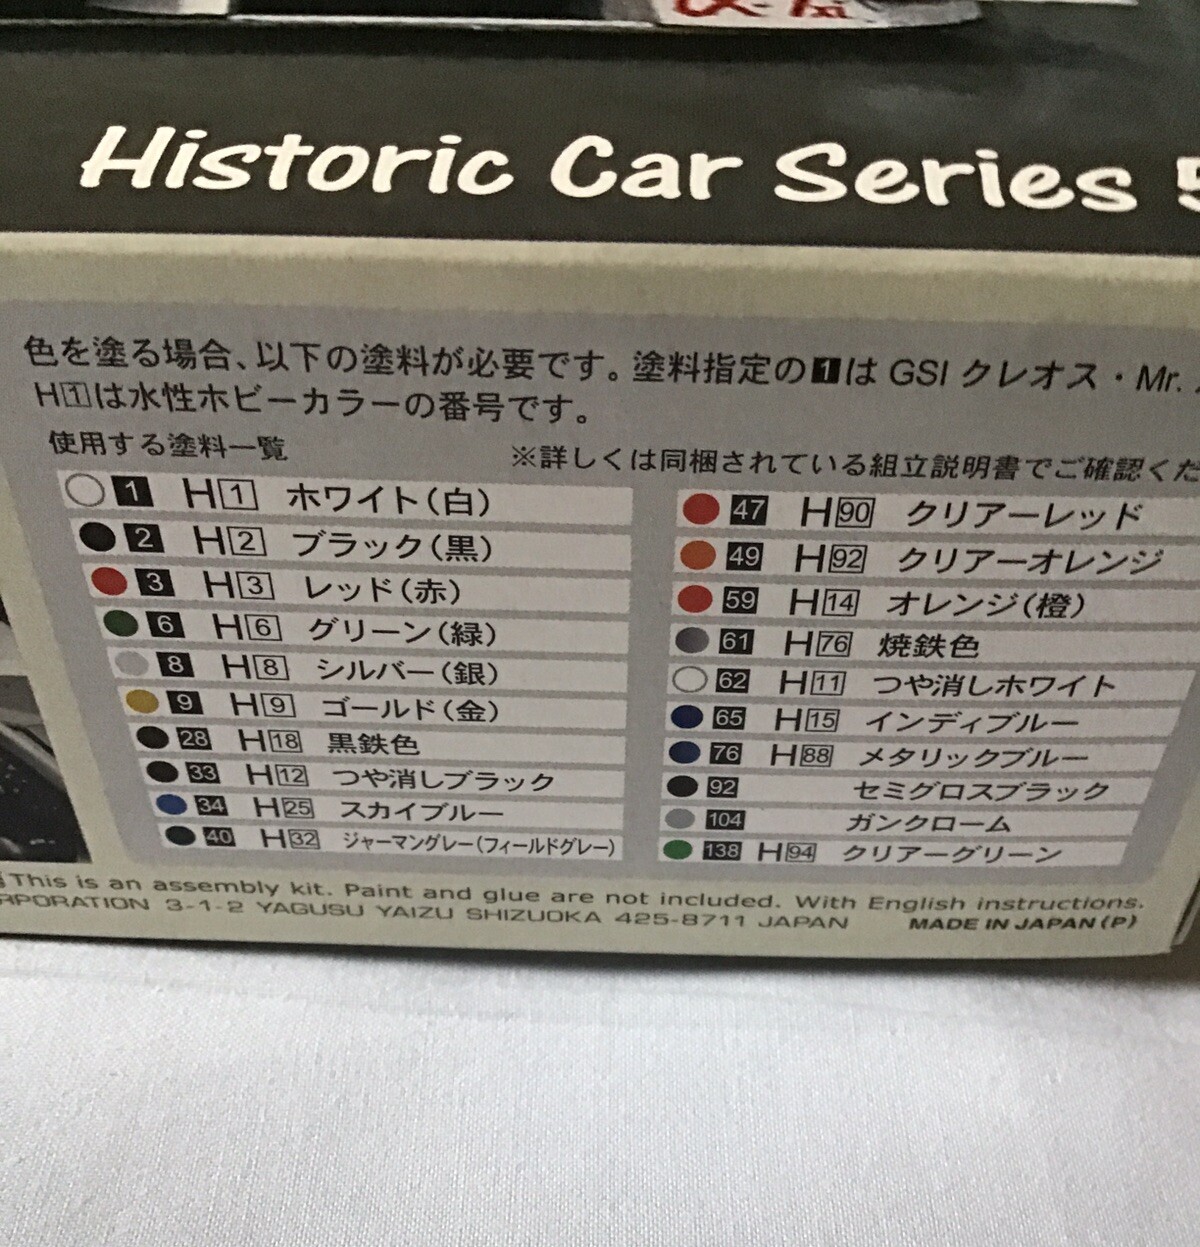 Historic Car Series
色を塗る場合、以下の塗料が必要です。塗料指定の1は GSI クレオス・Mr.
H1は水性ホビーカラーの番号です。
使用する塗料一覧
※詳しくは同梱されている組立説明書でご確認くだ
1 H1 ホワイト(白)
2 H2 ブラック(黒)
3 H3 レッド(赤)
6 H6 グリーン(緑)
8 H8 シルバー(銀)
9 H9 ゴールド(金)
28 H18 黒鉄色
33 H12 つや消しブラック
34 H25 スカイブルー
40 H32 ジャーマングレー(フィールドグレー)
47 H90 クリアーレッド
49 H92 クリアーオレンジ
59 H14 オレンジ(橙)
61 H76 焼鉄色
62 H11 つや消しホワイト
65 H15 インディブルー
76 H88 メタリックブルー
92 セミグロスブラック
104 ガンクローム
138 H94 クリアーグリーン
This is an assembly kit. Paint and glue are not included. With English instructions.
RPORATION 3-1-2 YAGUSU YAIZU SHIZUOKA 425-8711 JAPAN MADE IN JAPAN(P)